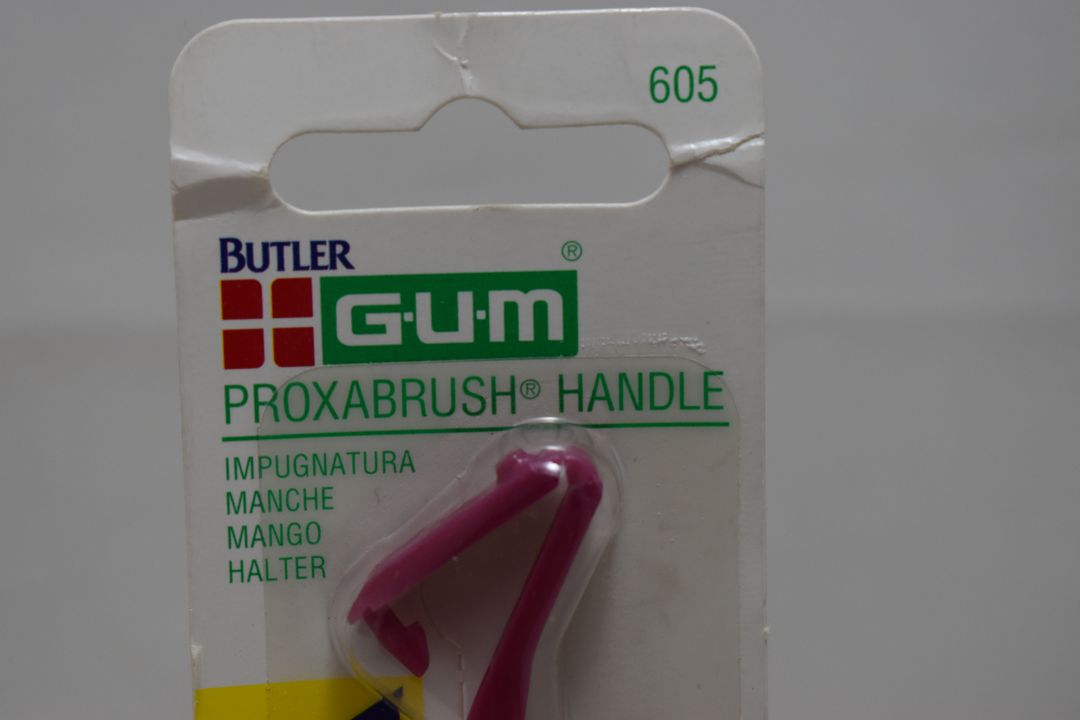 605
BUTLER
G·U·M ®
PROXABRUSH® HANDLE
IMPUGNATURA
MANCHE
MANGO
HALTER